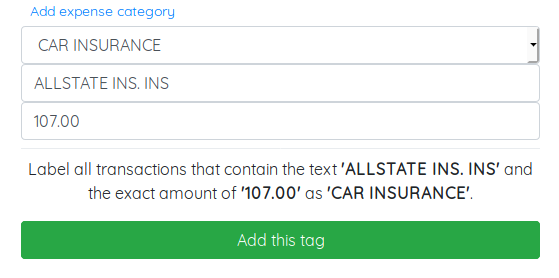 Add expense category
CAR INSURANCE
ALLSTATE INS. INS
107.00
Label all transactions that contain the text 'ALLSTATE INS. INS' and
the exact amount of '107.00' as 'CAR INSURANCE'.
Add this tag